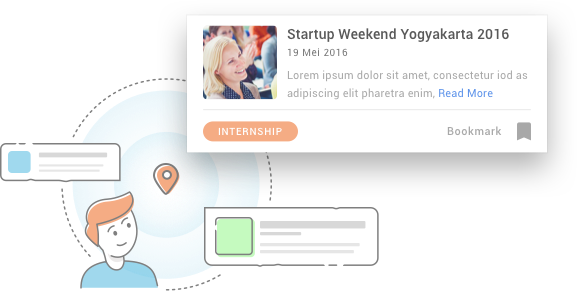 Startup Weekend Yogyakarta 2016
19 Mei 2016
Lorem ipsum dolor sit amet, consectetur iod as
adipiscing elit pharetra enim, Read More
INTERNSHIP
Bookmark